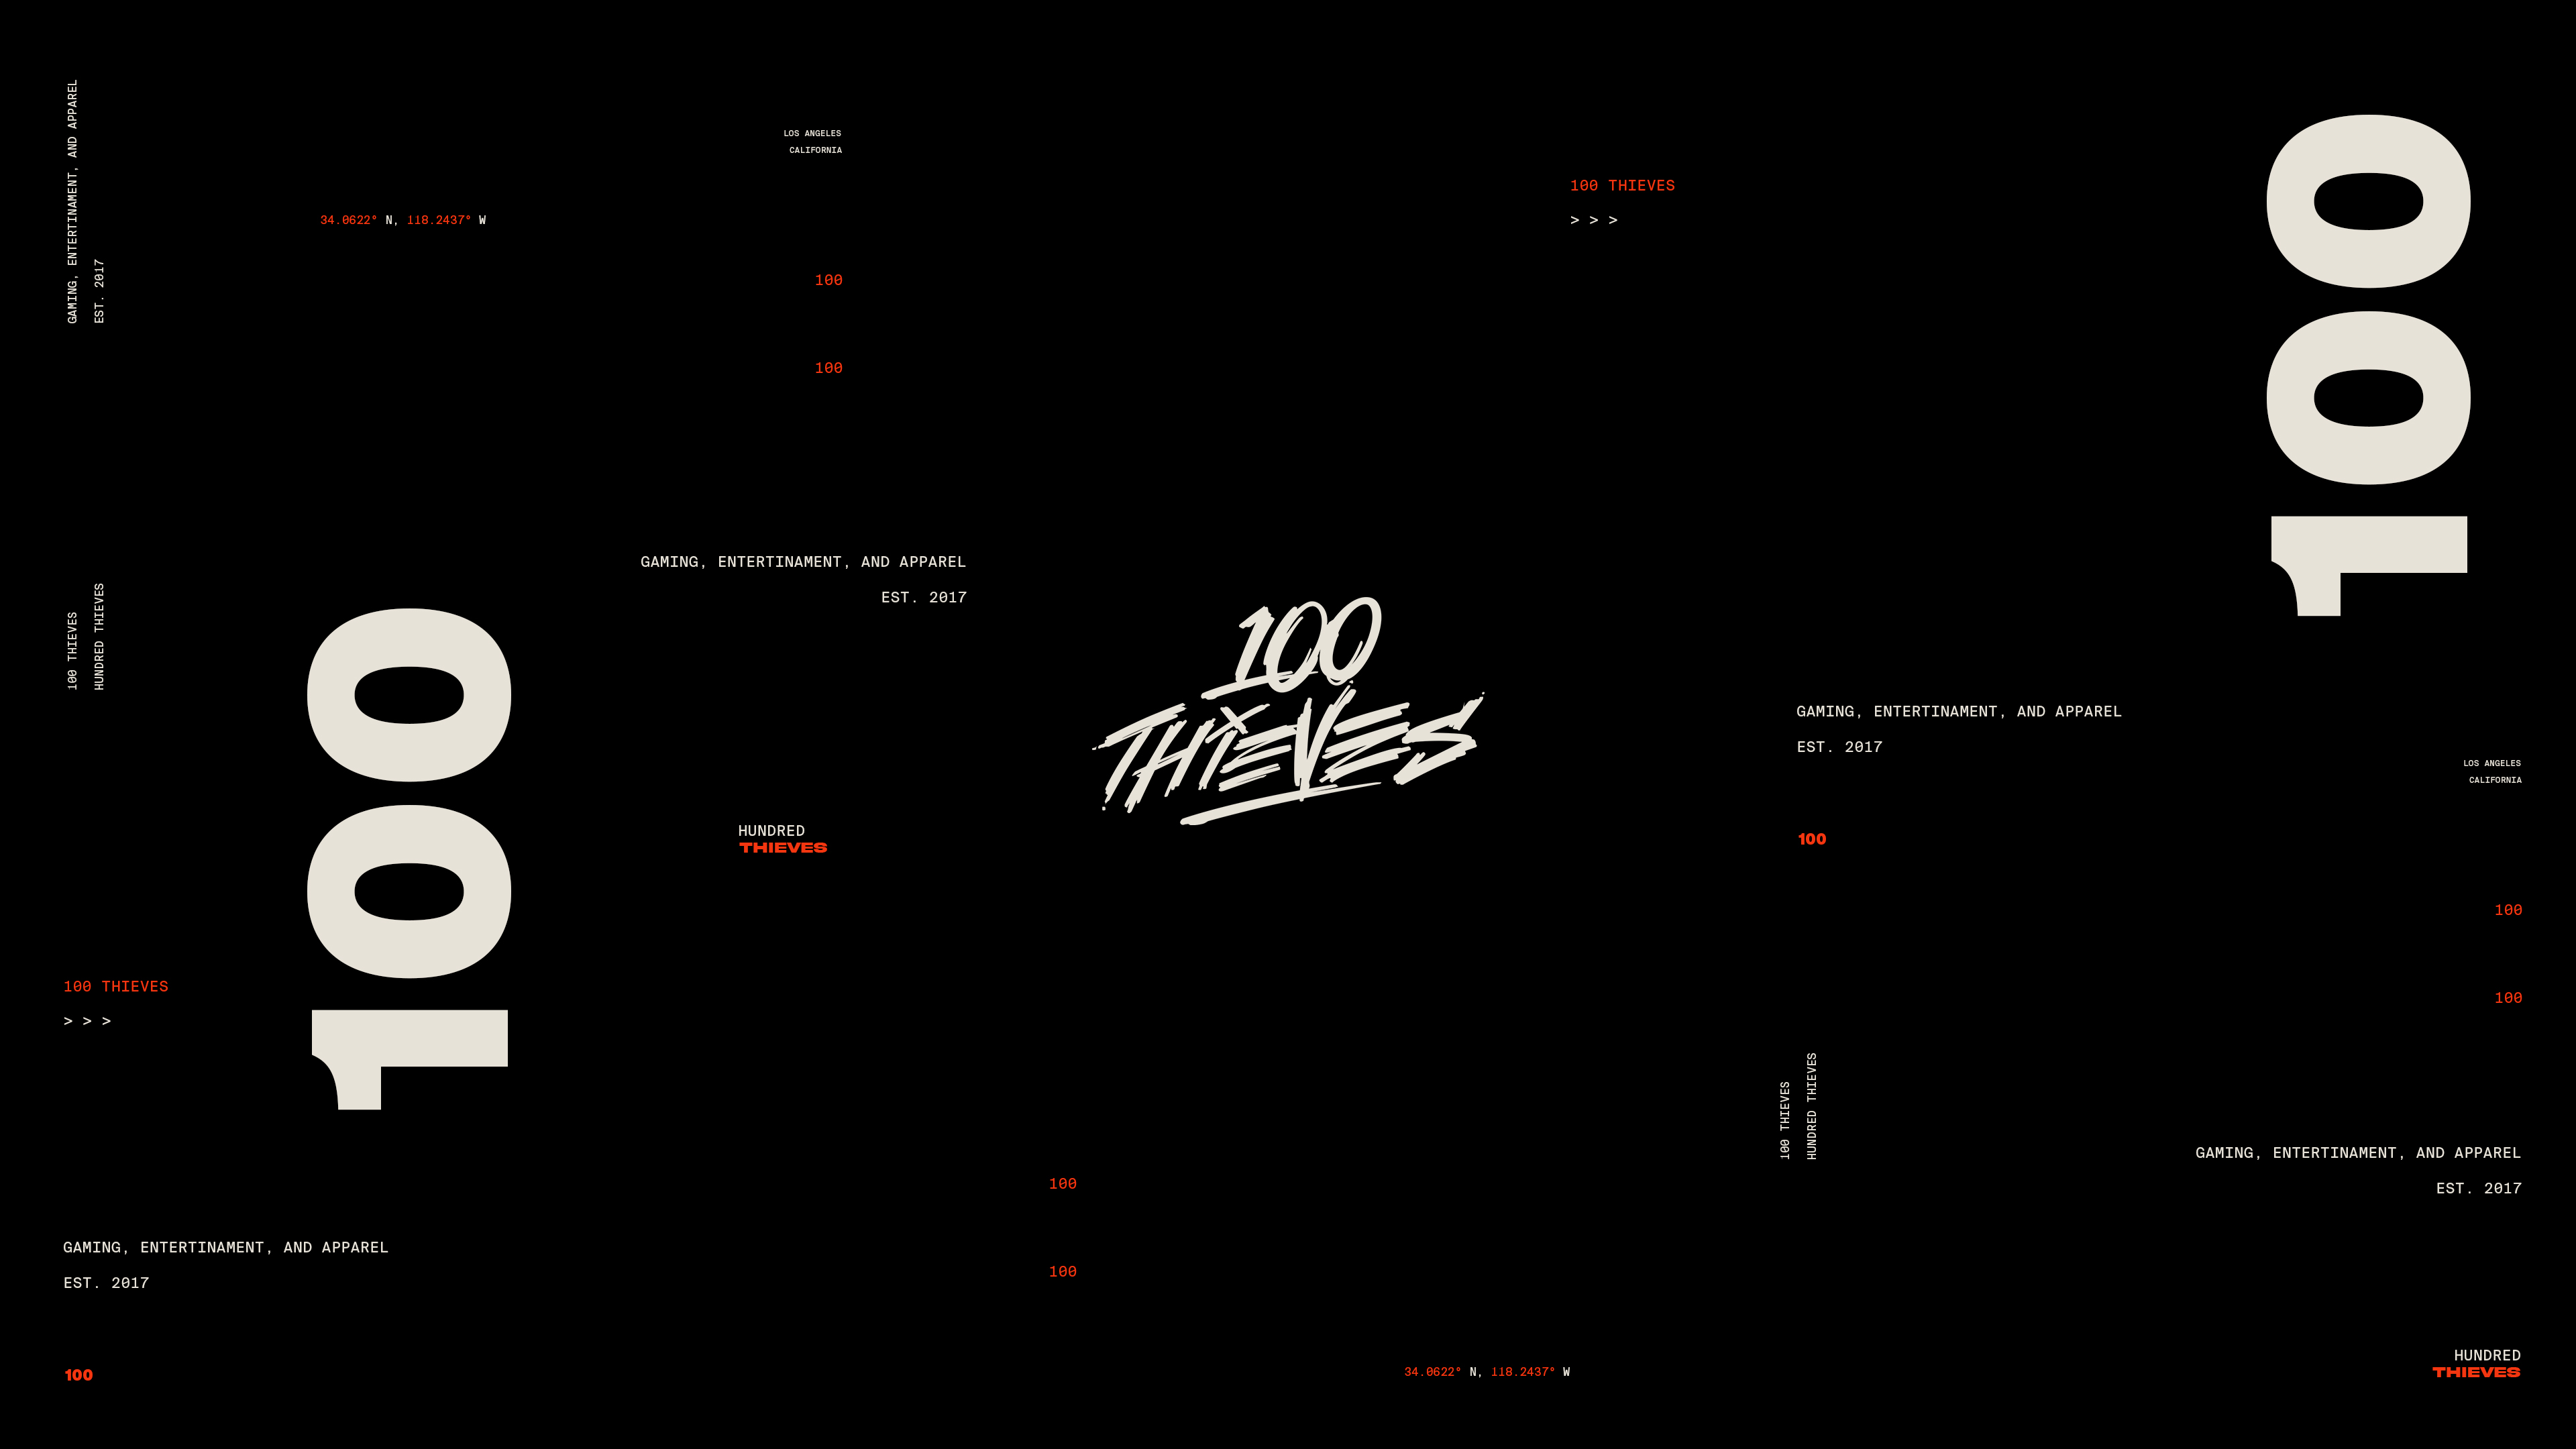 GAMING, ENTERTINAMENT, AND APPAREL
EST. 2017
34.0622° N, 118.2437° W
LOS ANGELES
CALIFORNIA
100
100
100 THIEVES
> > >
100
GAMING, ENTERTINAMENT, AND APPAREL
EST. 2017
100 THIEVES
HUNDRED THIEVES
100
100
THIEVES
HUNDRED
THIEVES
GAMING, ENTERTINAMENT, AND APPAREL
EST. 2017
LOS ANGELES
CALIFORNIA
100
100
100
100 THIEVES
> > >
100 THIEVES
HUNDRED THIEVES
GAMING, ENTERTINAMENT, AND APPAREL
EST. 2017
100
100
GAMING, ENTERTINAMENT, AND APPAREL
EST. 2017
100
34.0622° N, 118.2437° W
HUNDRED
THIEVES